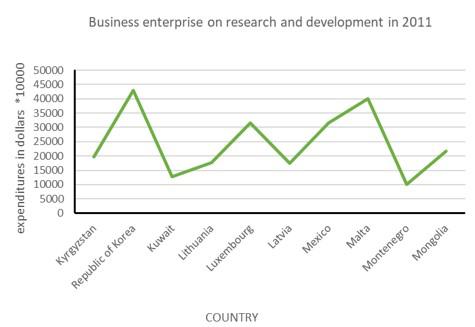 Business enterprise on research and development in 2011
expenditures in dollars *10000
50000
45000
40000
35000
30000
25000
20000
15000
10000
5000
0
Kyrgyzstan
Republic of Korea
Kuwait
Lithuania
Luxembourg
Latvia
Mexico
Malta
Montenegro
Mongolia
COUNTRY